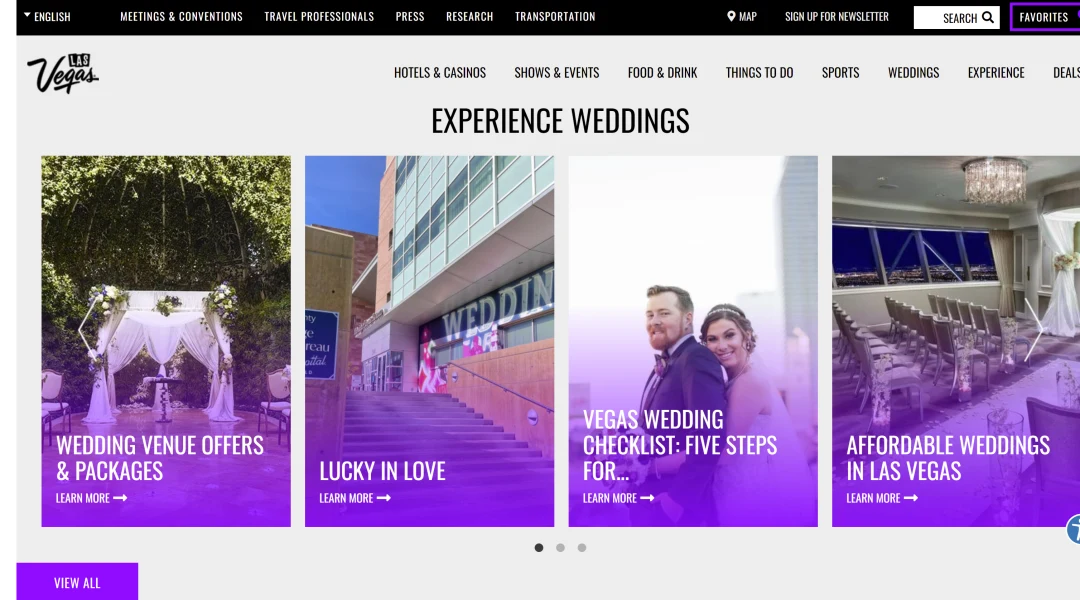 ENGLISH MEETINGS & CONVENTIONS TRAVEL PROFESSIONALS PRESS RESEARCH TRANSPORTATION MAP SIGN UP FOR NEWSLETTER SEARCH FAVORITES
LAS
Vegas
HOTELS & CASINOS SHOWS & EVENTS FOOD & DRINK THINGS TO DO SPORTS WEDDINGS EXPERIENCE DEALS
EXPERIENCE WEDDINGS
WEDDING VENUE OFFERS
& PACKAGES
LEARN MORE
WEDDIN
LUCKY IN LOVE
LEARN MORE
VEGAS WEDDING
CHECKLIST: FIVE STEPS
FOR...
LEARN MORE
AFFORDABLE WEDDINGS
IN LAS VEGAS
LEARN MORE
VIEW ALL